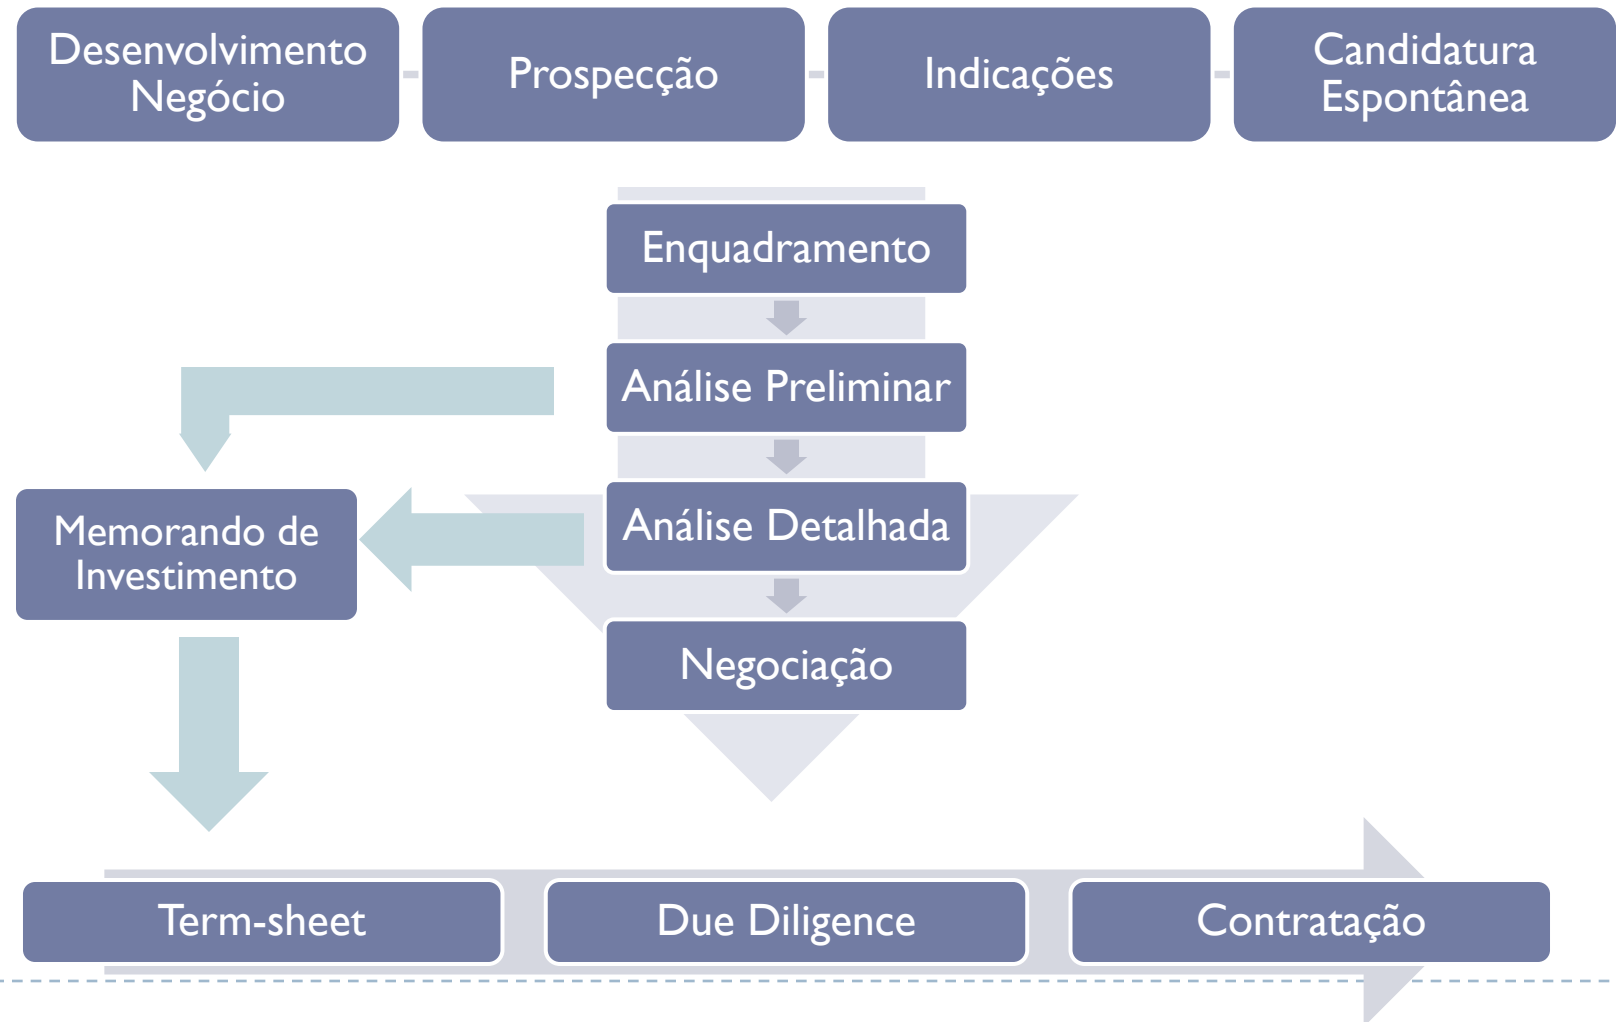 Desenvolvimento
Negócio
Prospecção
Indicações
Candidatura
Espontânea
Enquadramento
Análise Preliminar
Análise Detalhada
Memorando de
Investimento
Negociação
Term-sheet
Due Diligence
Contratação